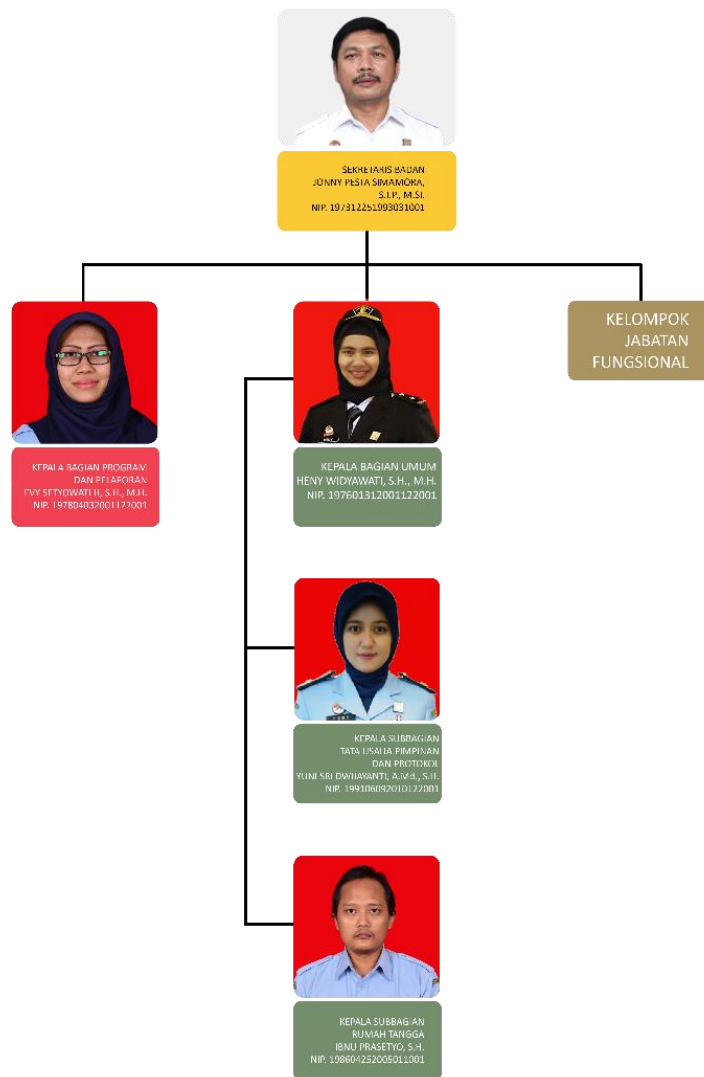 SEKRETARIS BADAN
JONNY PESTA SIMAMORA,
S.I.P., M.SI.
NIP. 197312251993031001
KELOMPOK
JABATAN
FUNGSIONAL
KEPALA BAGIAN PROGRAM
DAN PELAPORAN
EVY SETYOWATI H, S.H., M.H.
NIP. 197804032001122001
KEPALA BAGIAN UMUM
HENY WIDYAWATI, S.H., M.H.
NIP. 197601312001122001
KEPALA SUBBAGIAN
TATA USAHA PIMPINAN
DAN PROTOKOL
YUNI SRI DWIJAYANTI, A.Md., S.H.
NIP. 199106092010122001
KEPALA SUBBAGIAN
RUMAH TANGGA
IBNU PRASETYO, S.H.
NIP. 198604252005011001